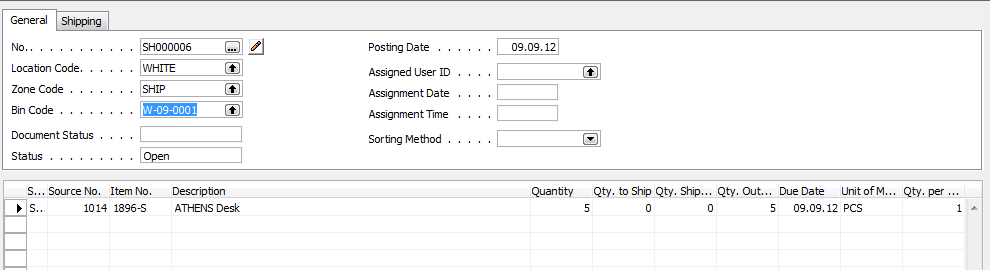 General Shipping
No.. . . . . . . . . . . SH000006 ... Posting Date . . . . . . 09.09.12
Location Code. . . . . . WHITE Assigned User ID . . . .
Zone Code . . . . . . . SHIP Assignment Date . . . .
Bin Code . . . . . . . . W-09-0001 Assignment Time . . . .
Document Status . . . . Sorting Method . . . . .
Status . . . . . . . . . Open
S... Source No. Item No. Description Quantity Qty. to Ship Qty. Ship... Qty. Out... Due Date Unit of M... Qty. per ...
S... 1014 1896-S ATHENS Desk 5 0 0 5 09.09.12 PCS 1